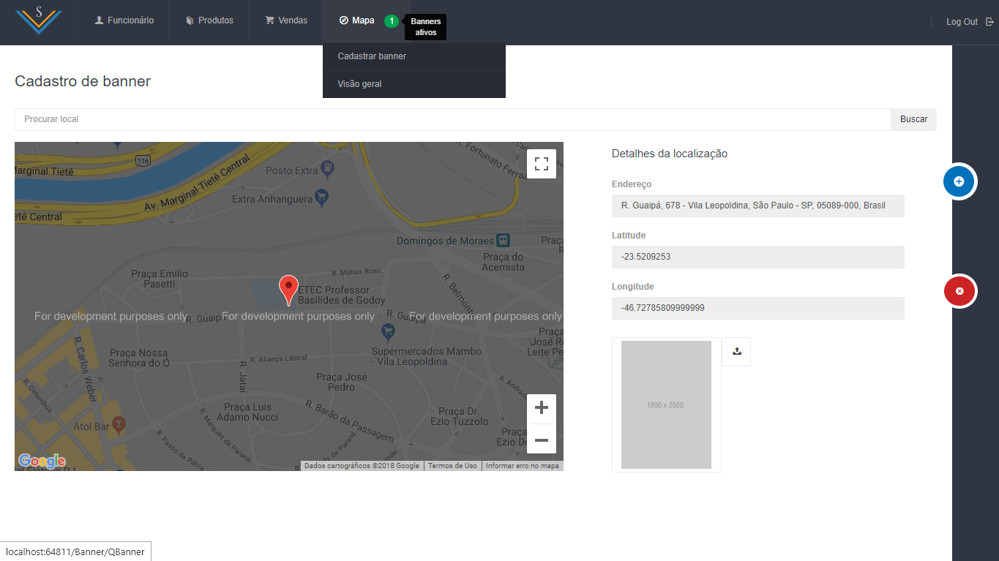 S
Funcionário
Produtos
Vendas
Mapa
1
Banners
ativos
Log Out
Cadastrar banner
Visão geral
Cadastro de banner
Procurar local
Buscar
116
Marginal Tietê
Av. Marginal Tietê Central
etê Central
Posto Extra
Extra Anhanguera
R. Fortunato Ferraz
Domingos de Moraes
Praça do
Acemista
Praça Emilio
Pasetti
R. Matias Roxo
ETEC Professor
Basilides de Godoy
R. Belmonte
For development purposes only
For development purposes only
For development purposes only
R. Guaipá
R. Guaipá
R. Carlos Weber
R. Columbus
Praça Nossa
Senhora do Ó
R. Aliança Liberal
Supermercados Mambo
- Vila Leopoldina
Praça
José R
Leite Pe
R. Jataí
Praça José
Pedro
R. Andrade
Praça Luis
Adamo Nucci
R. Barão da Passagem
Praça Dr.
Ezio Tuzzolo
Atol Bar
R. Passo da Pátria
R. Marquês de Paraná
Google
Dados cartográficos ©2018 Google
Termos de Uso
Informar erro no mapa
Detalhes da localização
Endereço
R. Guaipá, 678 - Vila Leopoldina, São Paulo - SP, 05089-000, Brasil
Latitude
-23.5209253
Longitude
-46.72785809999999
1800 x 2560
localhost:64811/Banner/QBanner